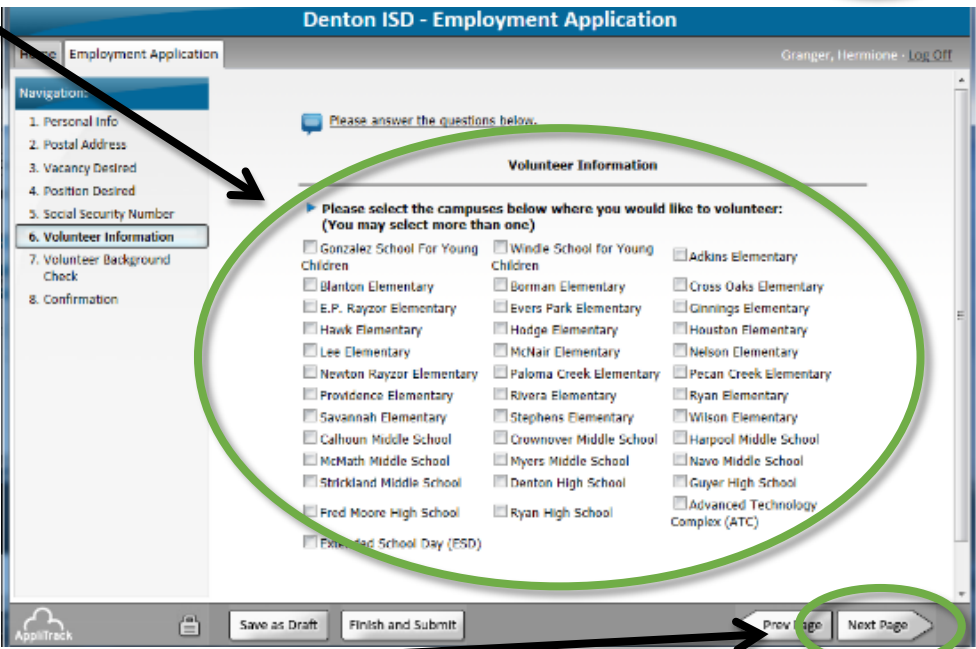 Denton ISD - Employment Application
Home Employment Application
Granger, Hermione - Log Off
Navigation:
1. Personal Info
2. Postal Address
3. Vacancy Desired
4. Position Desired
5. Social Security Number
6. Volunteer Information
7. Volunteer Background
Check
8. Confirmation
Please answer the questions below.
Volunteer Information
Please select the campuses below where you would like to volunteer:
(You may select more than one)
Gonzalez School For Young Children Windle School for Young Children Adkins Elementary
Blanton Elementary Borman Elementary Cross Oaks Elementary
E.P. Rayzor Elementary Evers Park Elementary Ginnings Elementary
Hawk Elementary Hodge Elementary Houston Elementary
Lee Elementary McNair Elementary Nelson Elementary
Newton Rayzor Elementary Paloma Creek Elementary Pecan Creek Elementary
Providence Elementary Rivera Elementary Ryan Elementary
Savannah Elementary Stephens Elementary Wilson Elementary
Calhoun Middle School Crownover Middle School Harpool Middle School
McMath Middle School Myers Middle School Navo Middle School
Strickland Middle School Denton High School Guyer High School
Fred Moore High School Ryan High School Advanced Technology Complex (ATC)
Extended School Day (ESD)
AppliTrack
Save as Draft Finish and Submit Prev Page Next Page